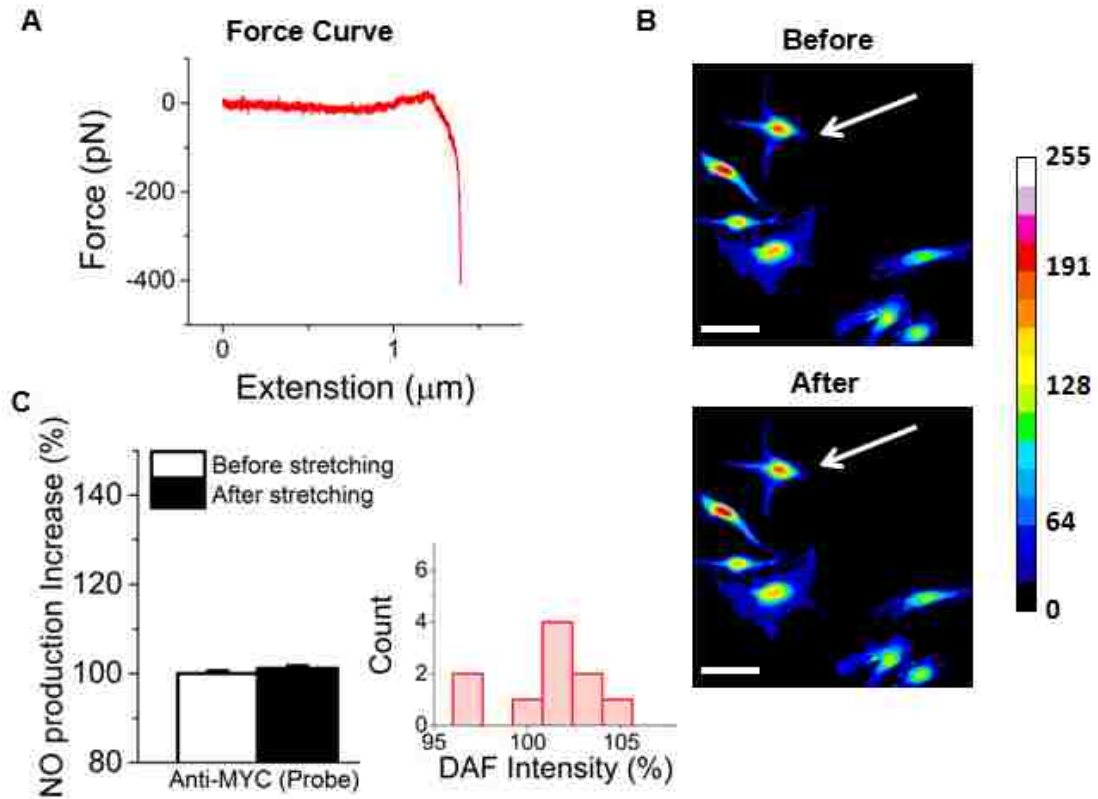 A
Force Curve
Force (pN)
0
-200
-400
0
1
Extenstion (μm)
B
Before
After
255
191
128
64
0
C
NO production Increase (%)
140
120
100
80
Before stretching
After stretching
Anti-MYC (Probe)
Count
6
4
2
0
95
100
105
DAF Intensity (%)